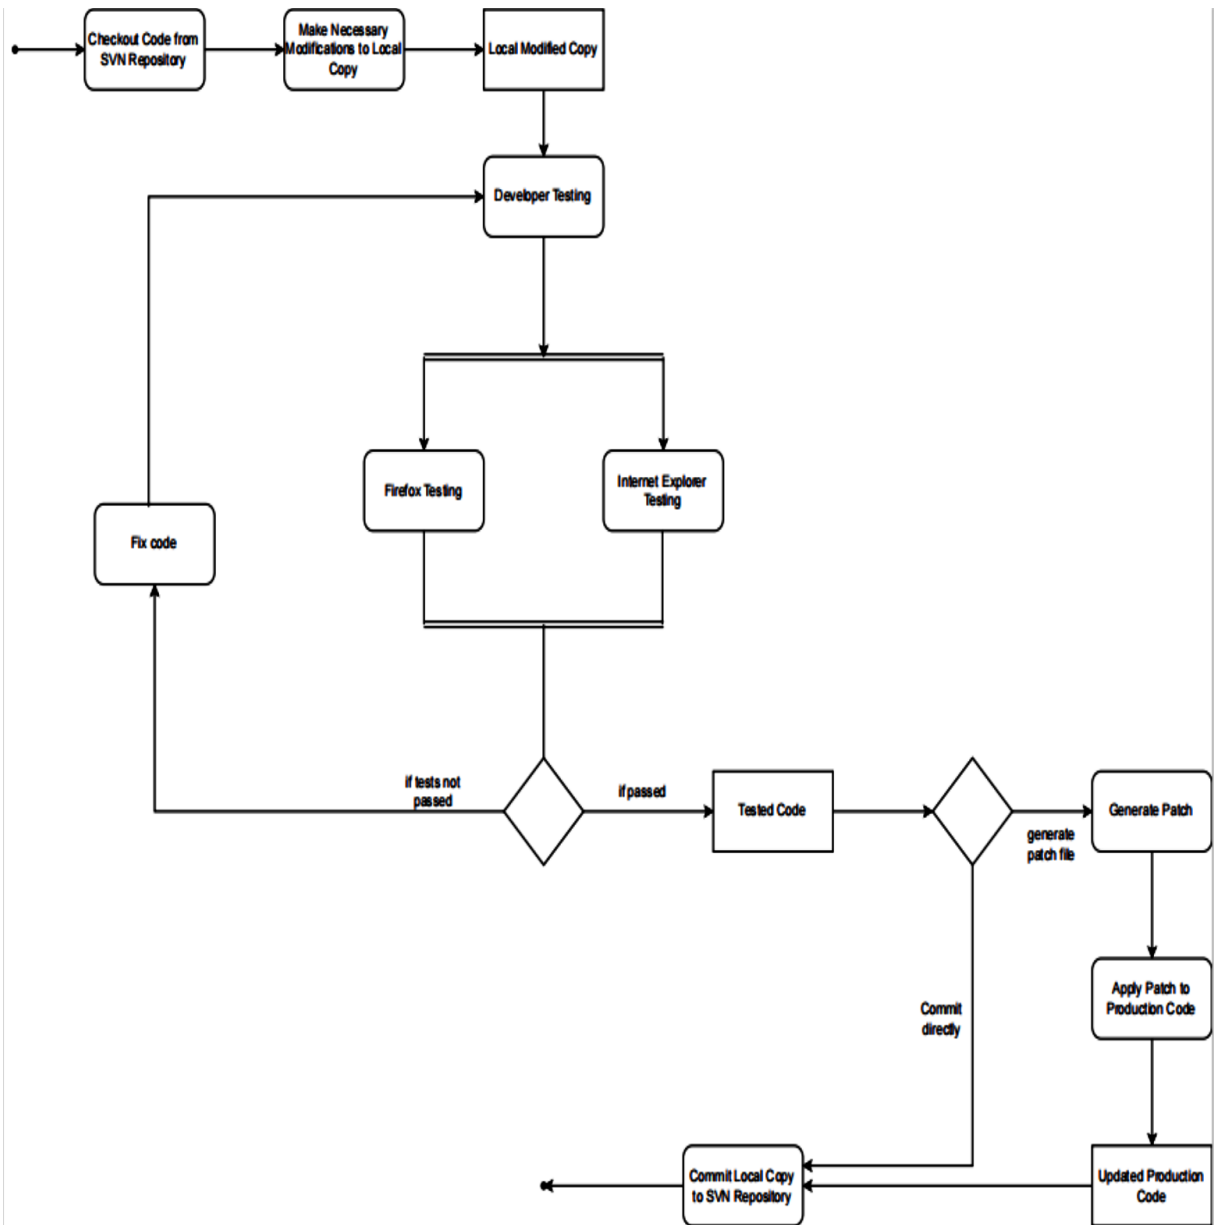 Checkout Code from
SVN Repository
Make Necessary
Modifications to Local
Copy
Local Modified Copy
Developer Testing
Firefox Testing
Internet Explorer
Testing
Fix code
if tests not
passed
if passed
Tested Code
generate
patch file
Generate Patch
Commit
directly
Apply Patch to
Production Code
Commit Local Copy
to SVN Repository
Updated Production
Code